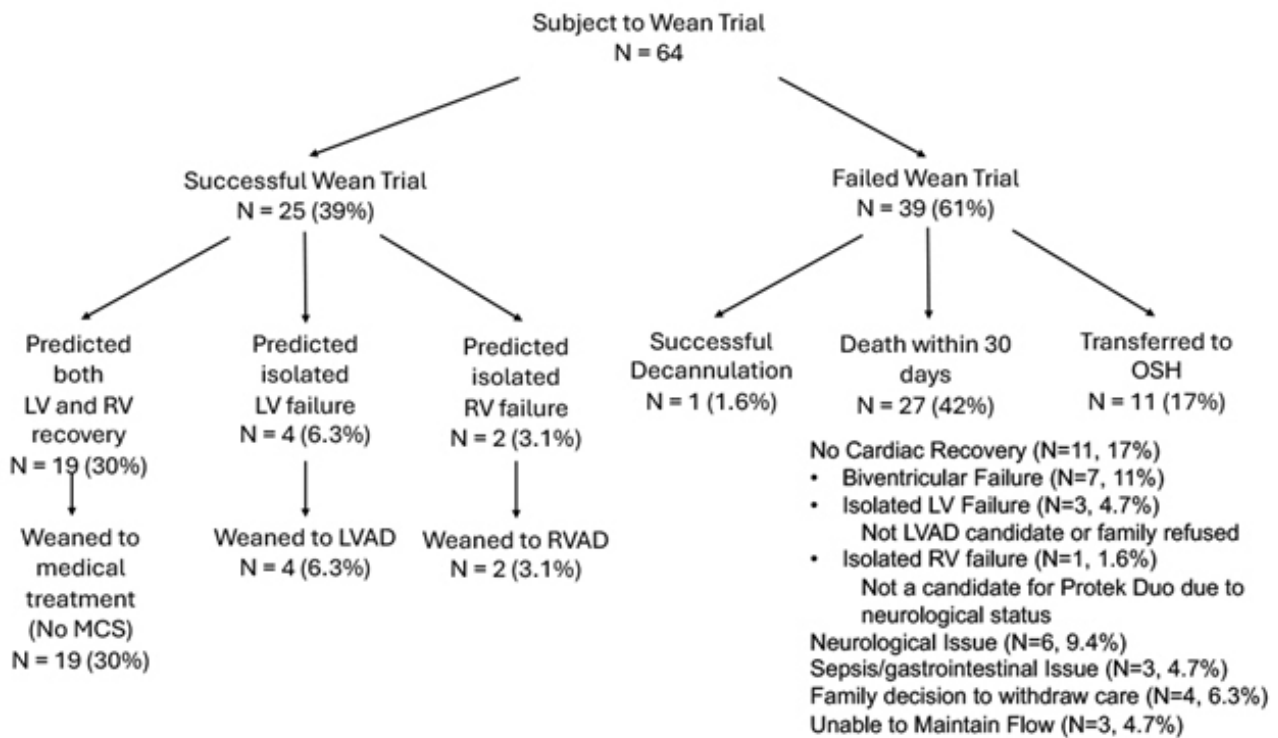 Subject to Wean Trial
N = 64
Successful Wean Trial
N = 25 (39%)
Failed Wean Trial
N = 39 (61%)
Predicted
both
LV and RV
recovery
N = 19 (30%)
Predicted
isolated
LV failure
N = 4 (6.3%)
Predicted
isolated
RV failure
N = 2 (3.1%)
Successful
Decannulation
N = 1 (1.6%)
Death within 30
days
N = 27 (42%)
Transferred to
OSH
N = 11 (17%)
Weaned to
medical
treatment
(No MCS)
N = 19 (30%)
Weaned to LVAD
N = 4 (6.3%)
Weaned to RVAD
N = 2 (3.1%)
No Cardiac Recovery (N=11, 17%)
• Biventricular Failure (N=7, 11%)
• Isolated LV Failure (N=3, 4.7%)
Not LVAD candidate or family refused
• Isolated RV failure (N=1, 1.6%)
Not a candidate for Protek Duo due to
neurological status
Neurological Issue (N=6, 9.4%)
Sepsis/gastrointestinal Issue (N=3, 4.7%)
Family decision to withdraw care (N=4, 6.3%)
Unable to Maintain Flow (N=3, 4.7%)